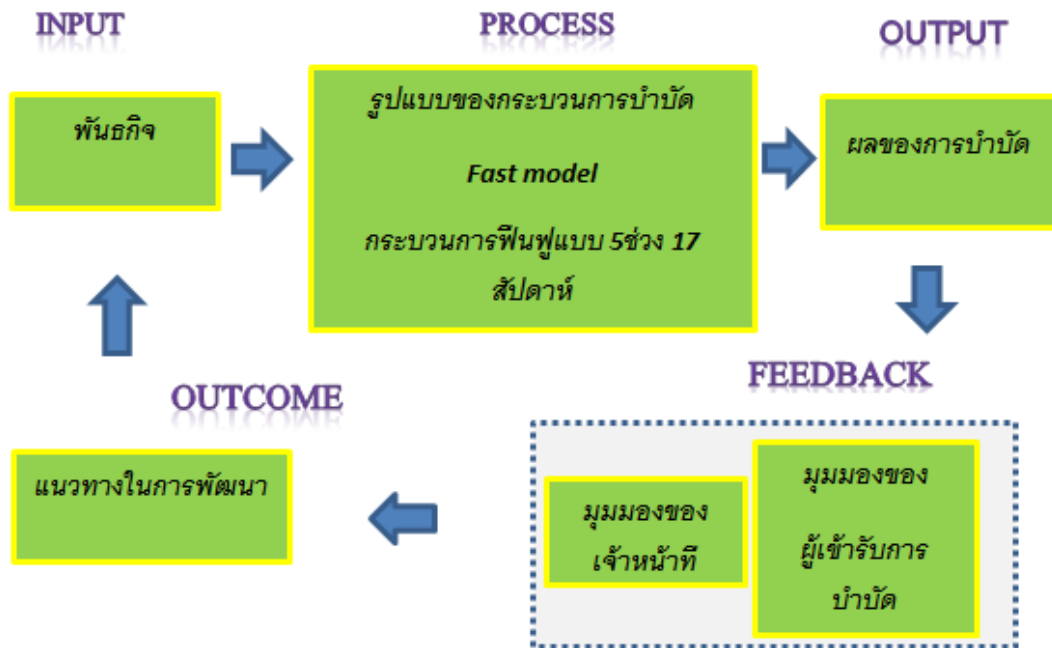 INPUT
PROCESS
OUTPUT
พันธกิจ
รูปแบบของกระบวนการบำบัด
Fast model
กระบวนการฟื้นฟูแบบ 5ช่วง 17
สัปดาห์
ผลของการบำบัด
OUTCOME
FEEDBACK
แนวทางในการพัฒนา
มุมมองของ
เจ้าหน้าที่
มุมมองของ
ผู้เข้ารับการ
บำบัด